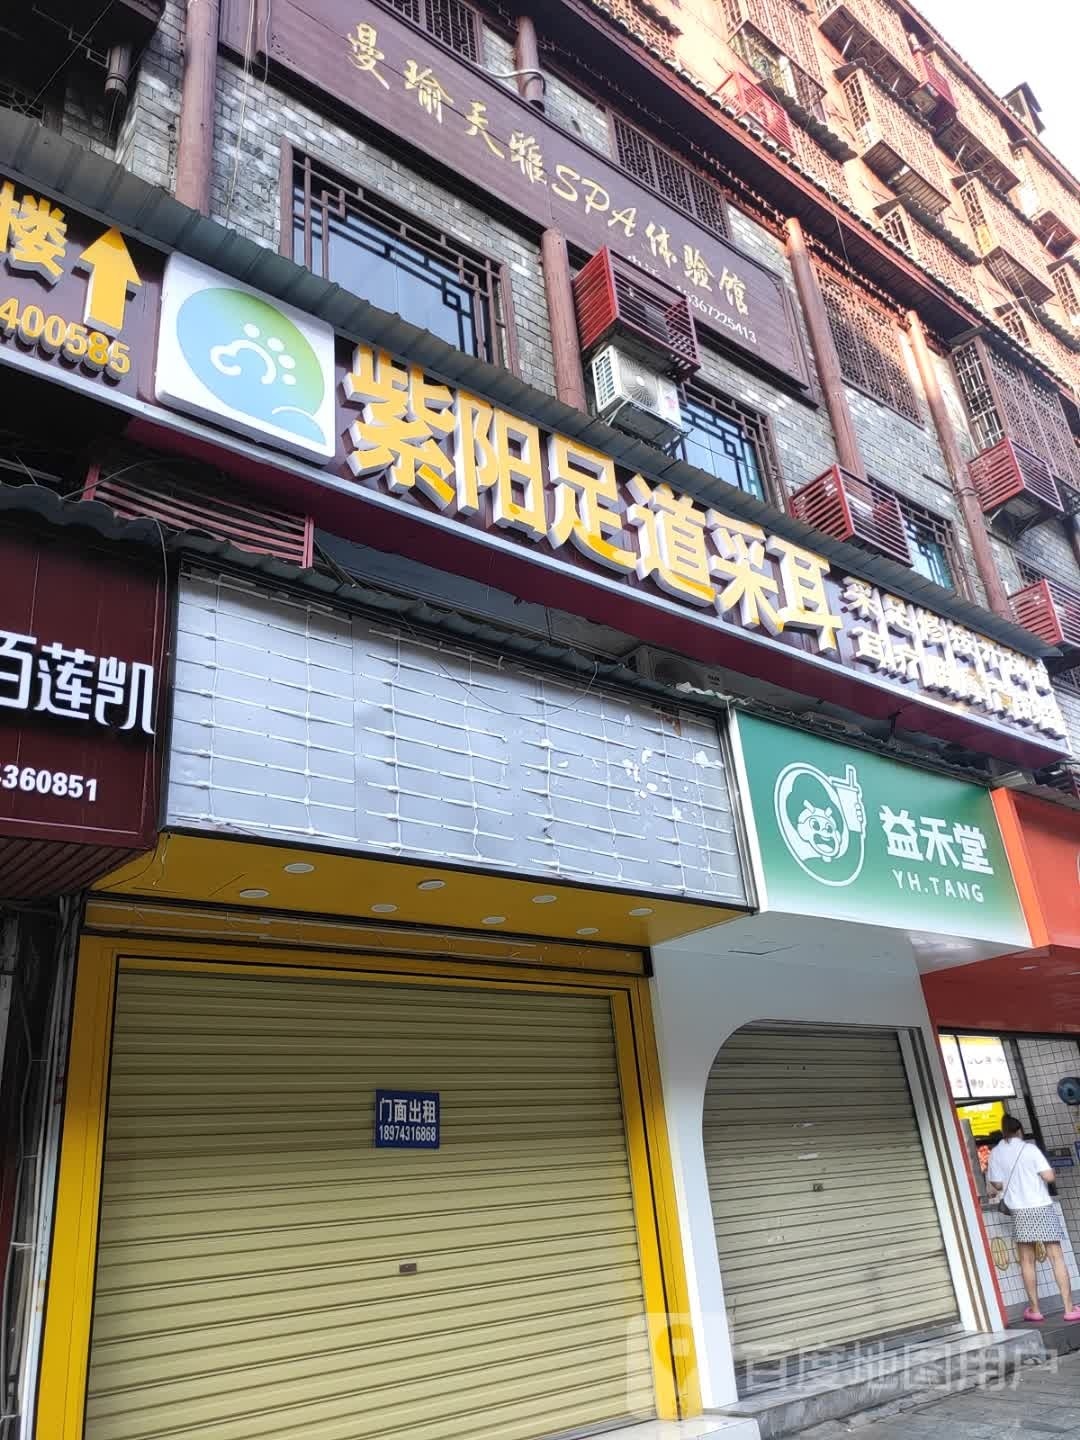 曼瑜天雅SPA体验馆
18367225413
楼
400585
紫阳足道采耳
百莲凯
360851
益禾堂
YH.TANG
门面出租
18974316868
百度地图用户